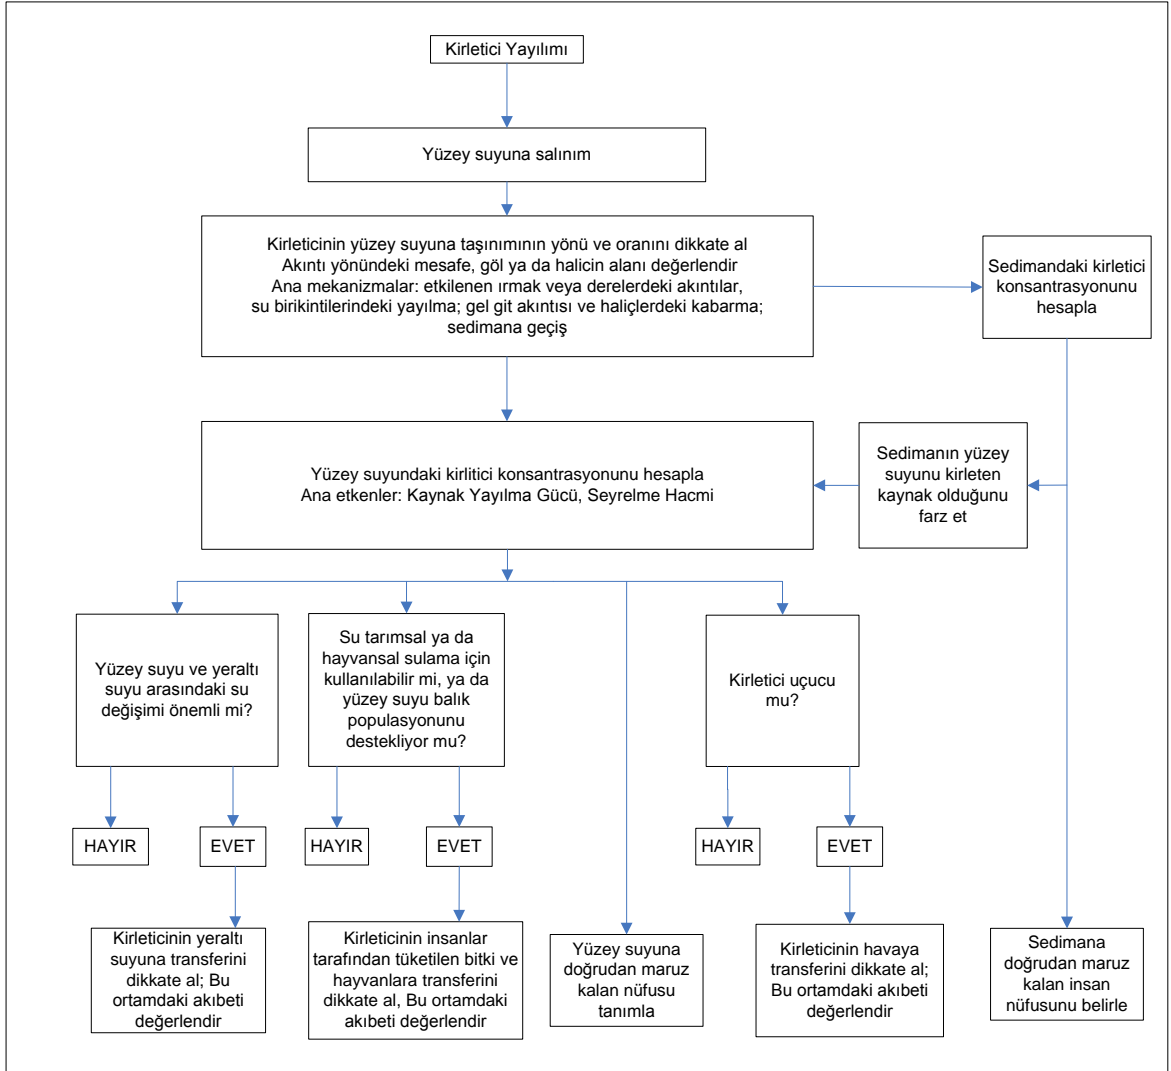 Kirletici Yayılımı
Yüzey suyuna salınım
Kirleticinin yüzey suyuna taşınımının yönü ve oranını dikkate al
Akıntı yönündeki mesafe, göl ya da halicin alanı değerlendir
Ana mekanizmalar: etkilenen ırmak veya derelerdeki akıntılar,
su birikintilerindeki yayılma; gel git akıntısı ve haliçlerdeki kabarma;
sedimana geçiş
Sedimandaki kirletici
konsantrasyonunu
hesapla
Yüzey suyundaki kirlitici konsantrasyonunu hesapla
Ana etkenler: Kaynak Yayılma Gücü, Seyrelme Hacmi
Sedimanın yüzey
suyunu kirleten
kaynak olduğunu
farz et
Yüzey suyu ve yeraltı
suyu arasındaki su
değişimi önemli mi?
Su tarımsal ya da
hayvansal sulama için
kullanılabilir mi, ya da
yüzey suyu balık
populasyonunu
destekliyor mu?
Kirletici uçucu
mu?
HAYIR
EVET
HAYIR
EVET
HAYIR
EVET
Kirleticinin yeraltı
suyuna transferini
dikkate al; Bu
ortamdaki akıbeti
değerlendir
Kirleticinin insanlar
tarafından tüketilen bitki ve
hayvanlara transferini
dikkate al, Bu ortamdaki
akıbeti değerlendir
Yüzey suyuna
doğrudan maruz
kalan nüfusu
tanımla
Kirleticinin havaya
transferini dikkate al;
Bu ortamdaki akıbeti
değerlendir
Sedimana
doğrudan maruz
kalan insan
nüfusunu belirle